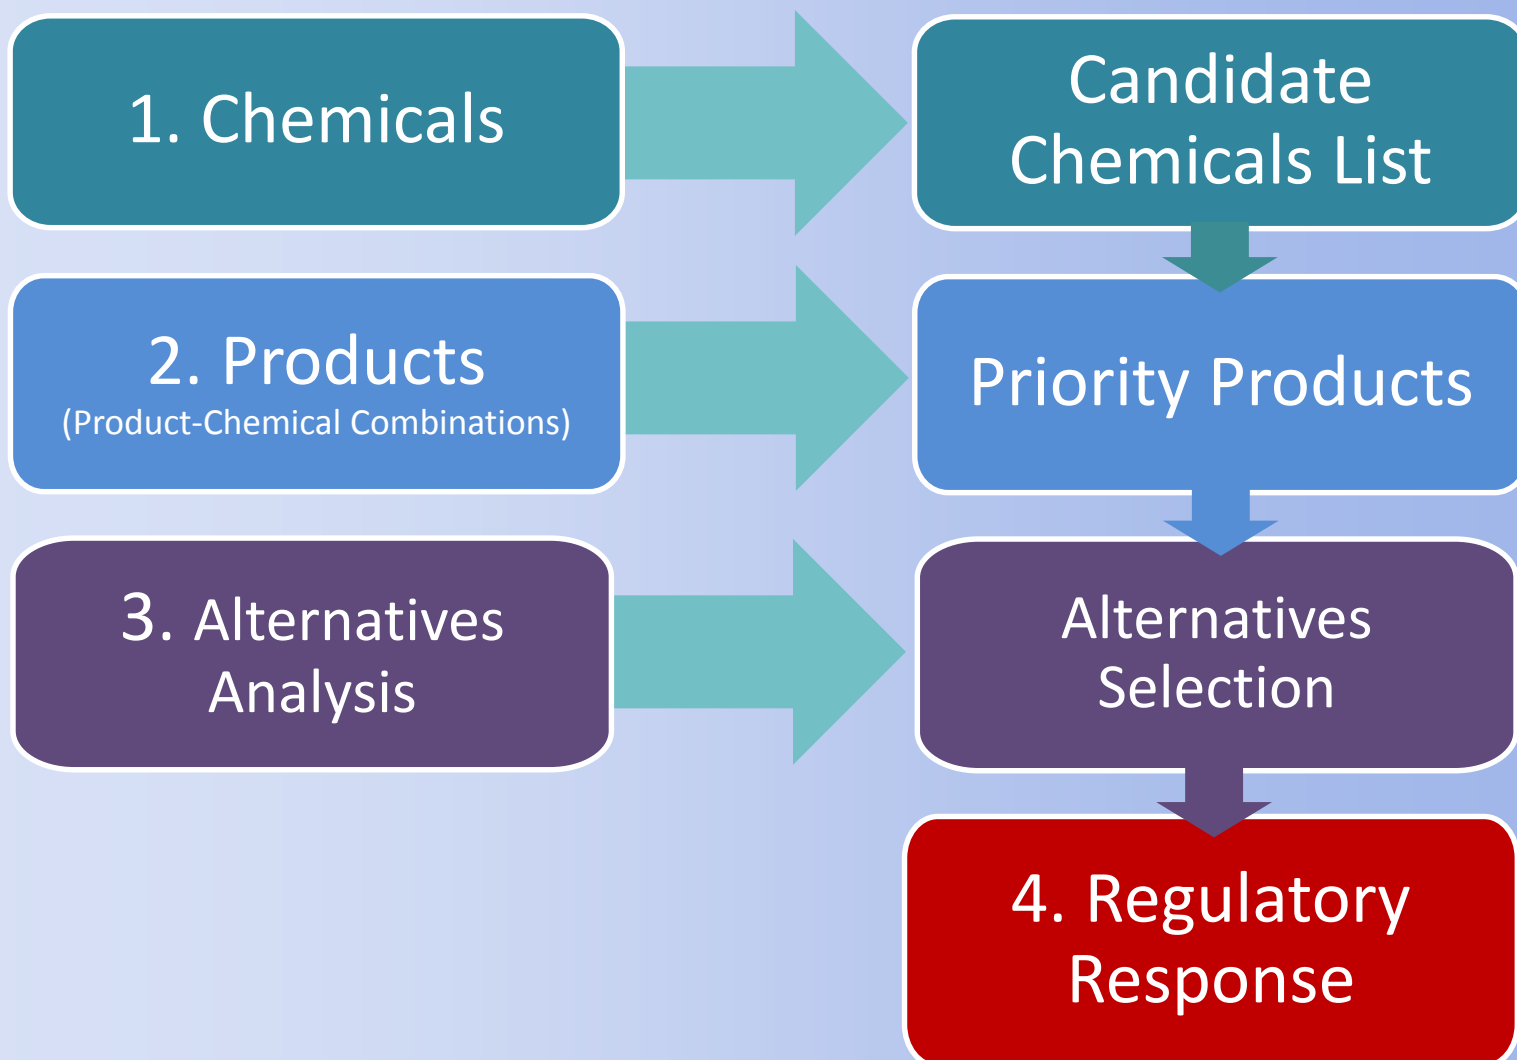 1. Chemicals
Candidate
Chemicals List
2. Products
(Product-Chemical Combinations)
Priority Products
3. Alternatives
Analysis
Alternatives
Selection
4. Regulatory
Response